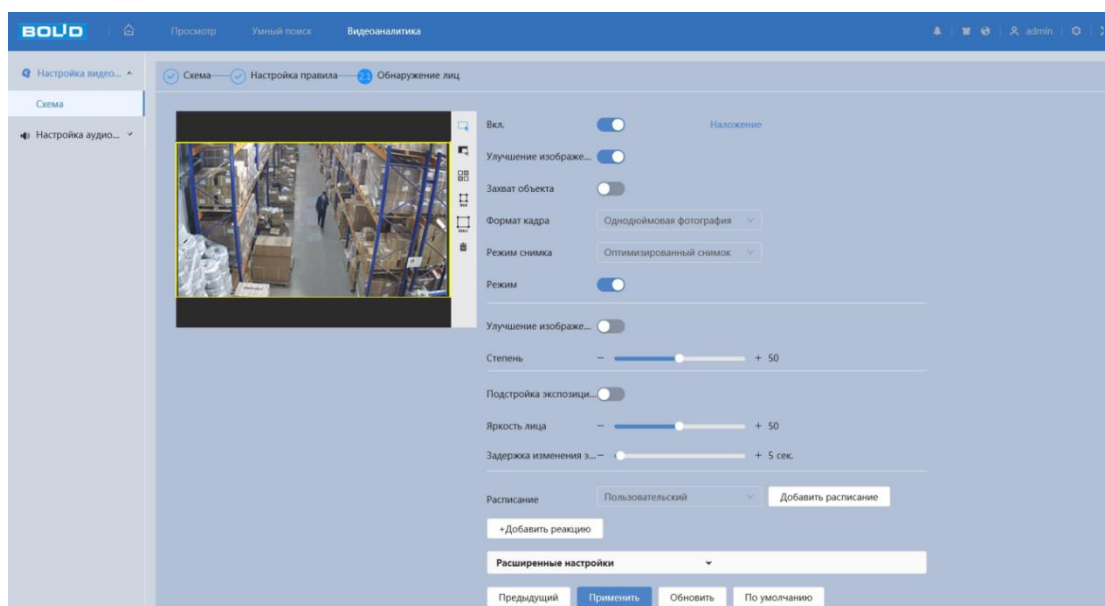 BOLID Просмотр Умный поиск Видеоаналитика admin
Настройка видео...
Схема
Настройка аудио...
Схема Настройка правила 2.1 Обнаружение лиц
Вкл. Наложение
Улучшение изображе...
Захват объекта
Формат кадра Однодюймовая фотография
Режим снимка Оптимизированный снимок
Режим
Улучшение изображе...
Степень − + 50
Подстройка экспозици...
Яркость лица − + 50
Задержка изменения э... − + 5 сек.
Расписание Пользовательский Добавить расписание
+Добавить реакцию
Расширенные настройки
Предыдущий Применить Обновить По умолчанию